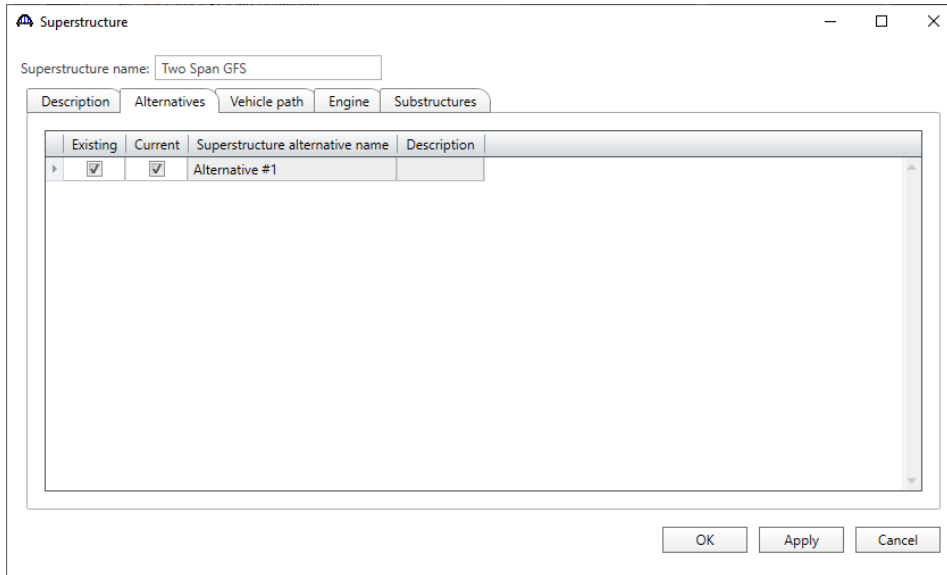 Superstructure
Superstructure name: Two Span GFS
Description Alternatives Vehicle path Engine Substructures
Existing Current Superstructure alternative name Description
Alternative #1
OK Apply Cancel